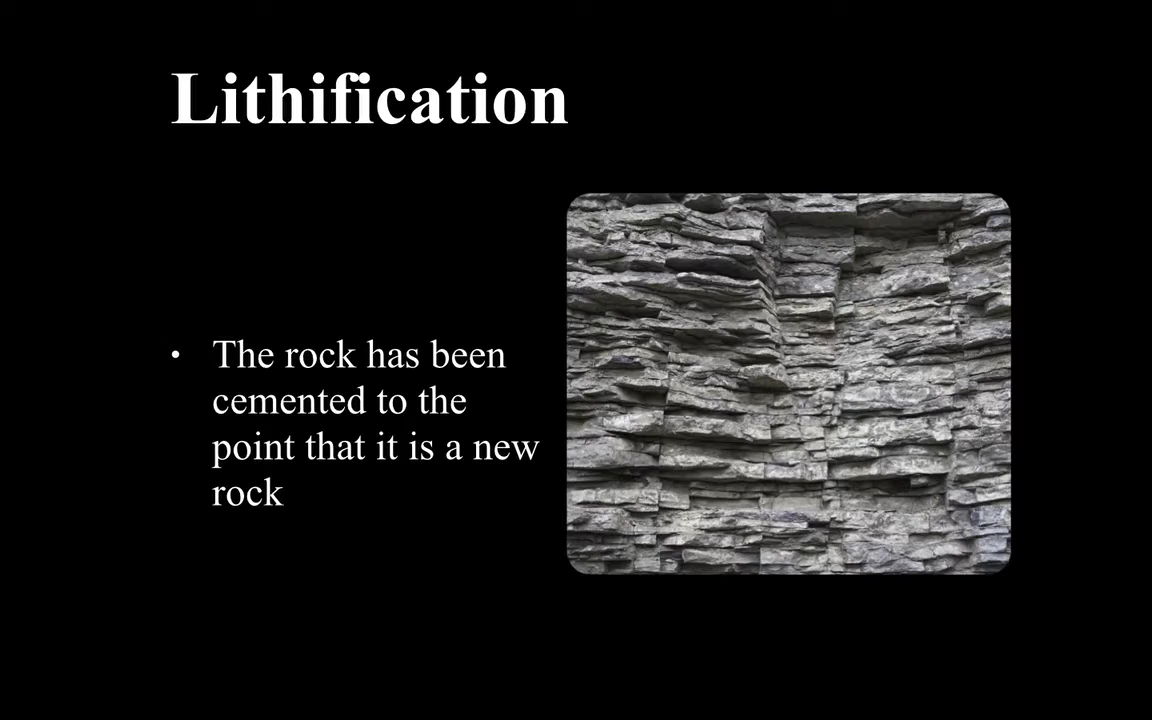 Lithification
• The rock has been
cemented to the
point that it is a new
rock